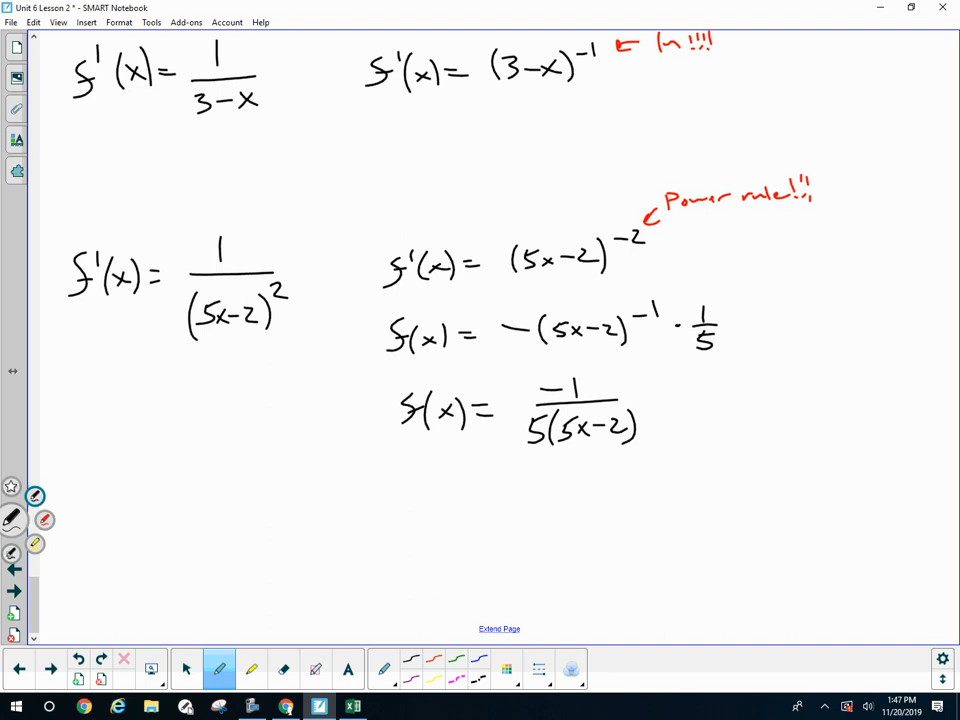 Unit 6 Lesson 2 * - SMART Notebook
File Edit View Insert Format Tools Add-ons Account Help
f'(x) = 1/(3-x)
f'(x) = (3-x)^-1 ← ln !!!!
Power rule!!!
f'(x) = 1/(5x-2)^2
f'(x) = (5x-2)^-2
f(x) = -(5x-2)^-1 · 1/5
f(x) = -1/5(5x-2)
Extend Page
A
1:47 PM
11/20/2019